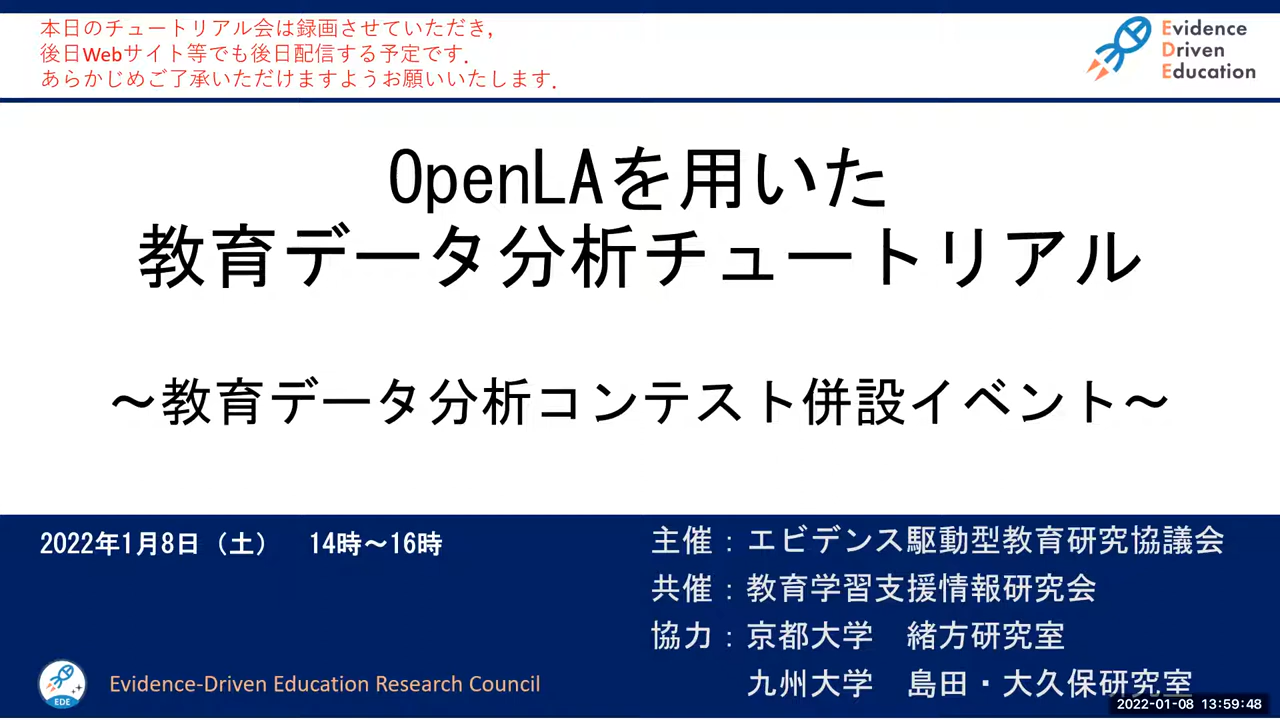 本日のチュートリアル会は録画させていただき，
後日Webサイト等でも後日配信する予定です．
あらかじめご了承いただけますようお願いいたします．
Evidence
Driven
Education
OpenLAを用いた
教育データ分析チュートリアル
～教育データ分析コンテスト併設イベント～
2022年1月8日（土）　14時～16時
主催：エビデンス駆動型教育研究協議会
共催：教育学習支援情報研究会
協力：京都大学　緒方研究室
九州大学　島田・大久保研究室
EDE
Evidence-Driven Education Research Council
2022-01-08 13:59:48